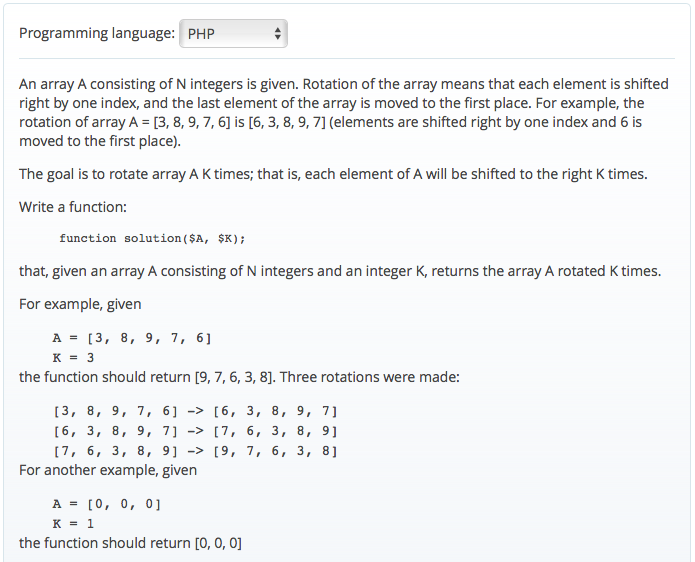 Programming language: PHP
An array A consisting of N integers is given. Rotation of the array means that each element is shifted
right by one index, and the last element of the array is moved to the first place. For example, the
rotation of array A = [3, 8, 9, 7, 6] is [6, 3, 8, 9, 7] (elements are shifted right by one index and 6 is
moved to the first place).
The goal is to rotate array A K times; that is, each element of A will be shifted to the right K times.
Write a function:
function solution($A, $K);
that, given an array A consisting of N integers and an integer K, returns the array A rotated K times.
For example, given
A = [3, 8, 9, 7, 6]
K = 3
the function should return [9, 7, 6, 3, 8]. Three rotations were made:
[3, 8, 9, 7, 6] -> [6, 3, 8, 9, 7]
[6, 3, 8, 9, 7] -> [7, 6, 3, 8, 9]
[7, 6, 3, 8, 9] -> [9, 7, 6, 3, 8]
For another example, given
A = [0, 0, 0]
K = 1
the function should return [0, 0, 0]